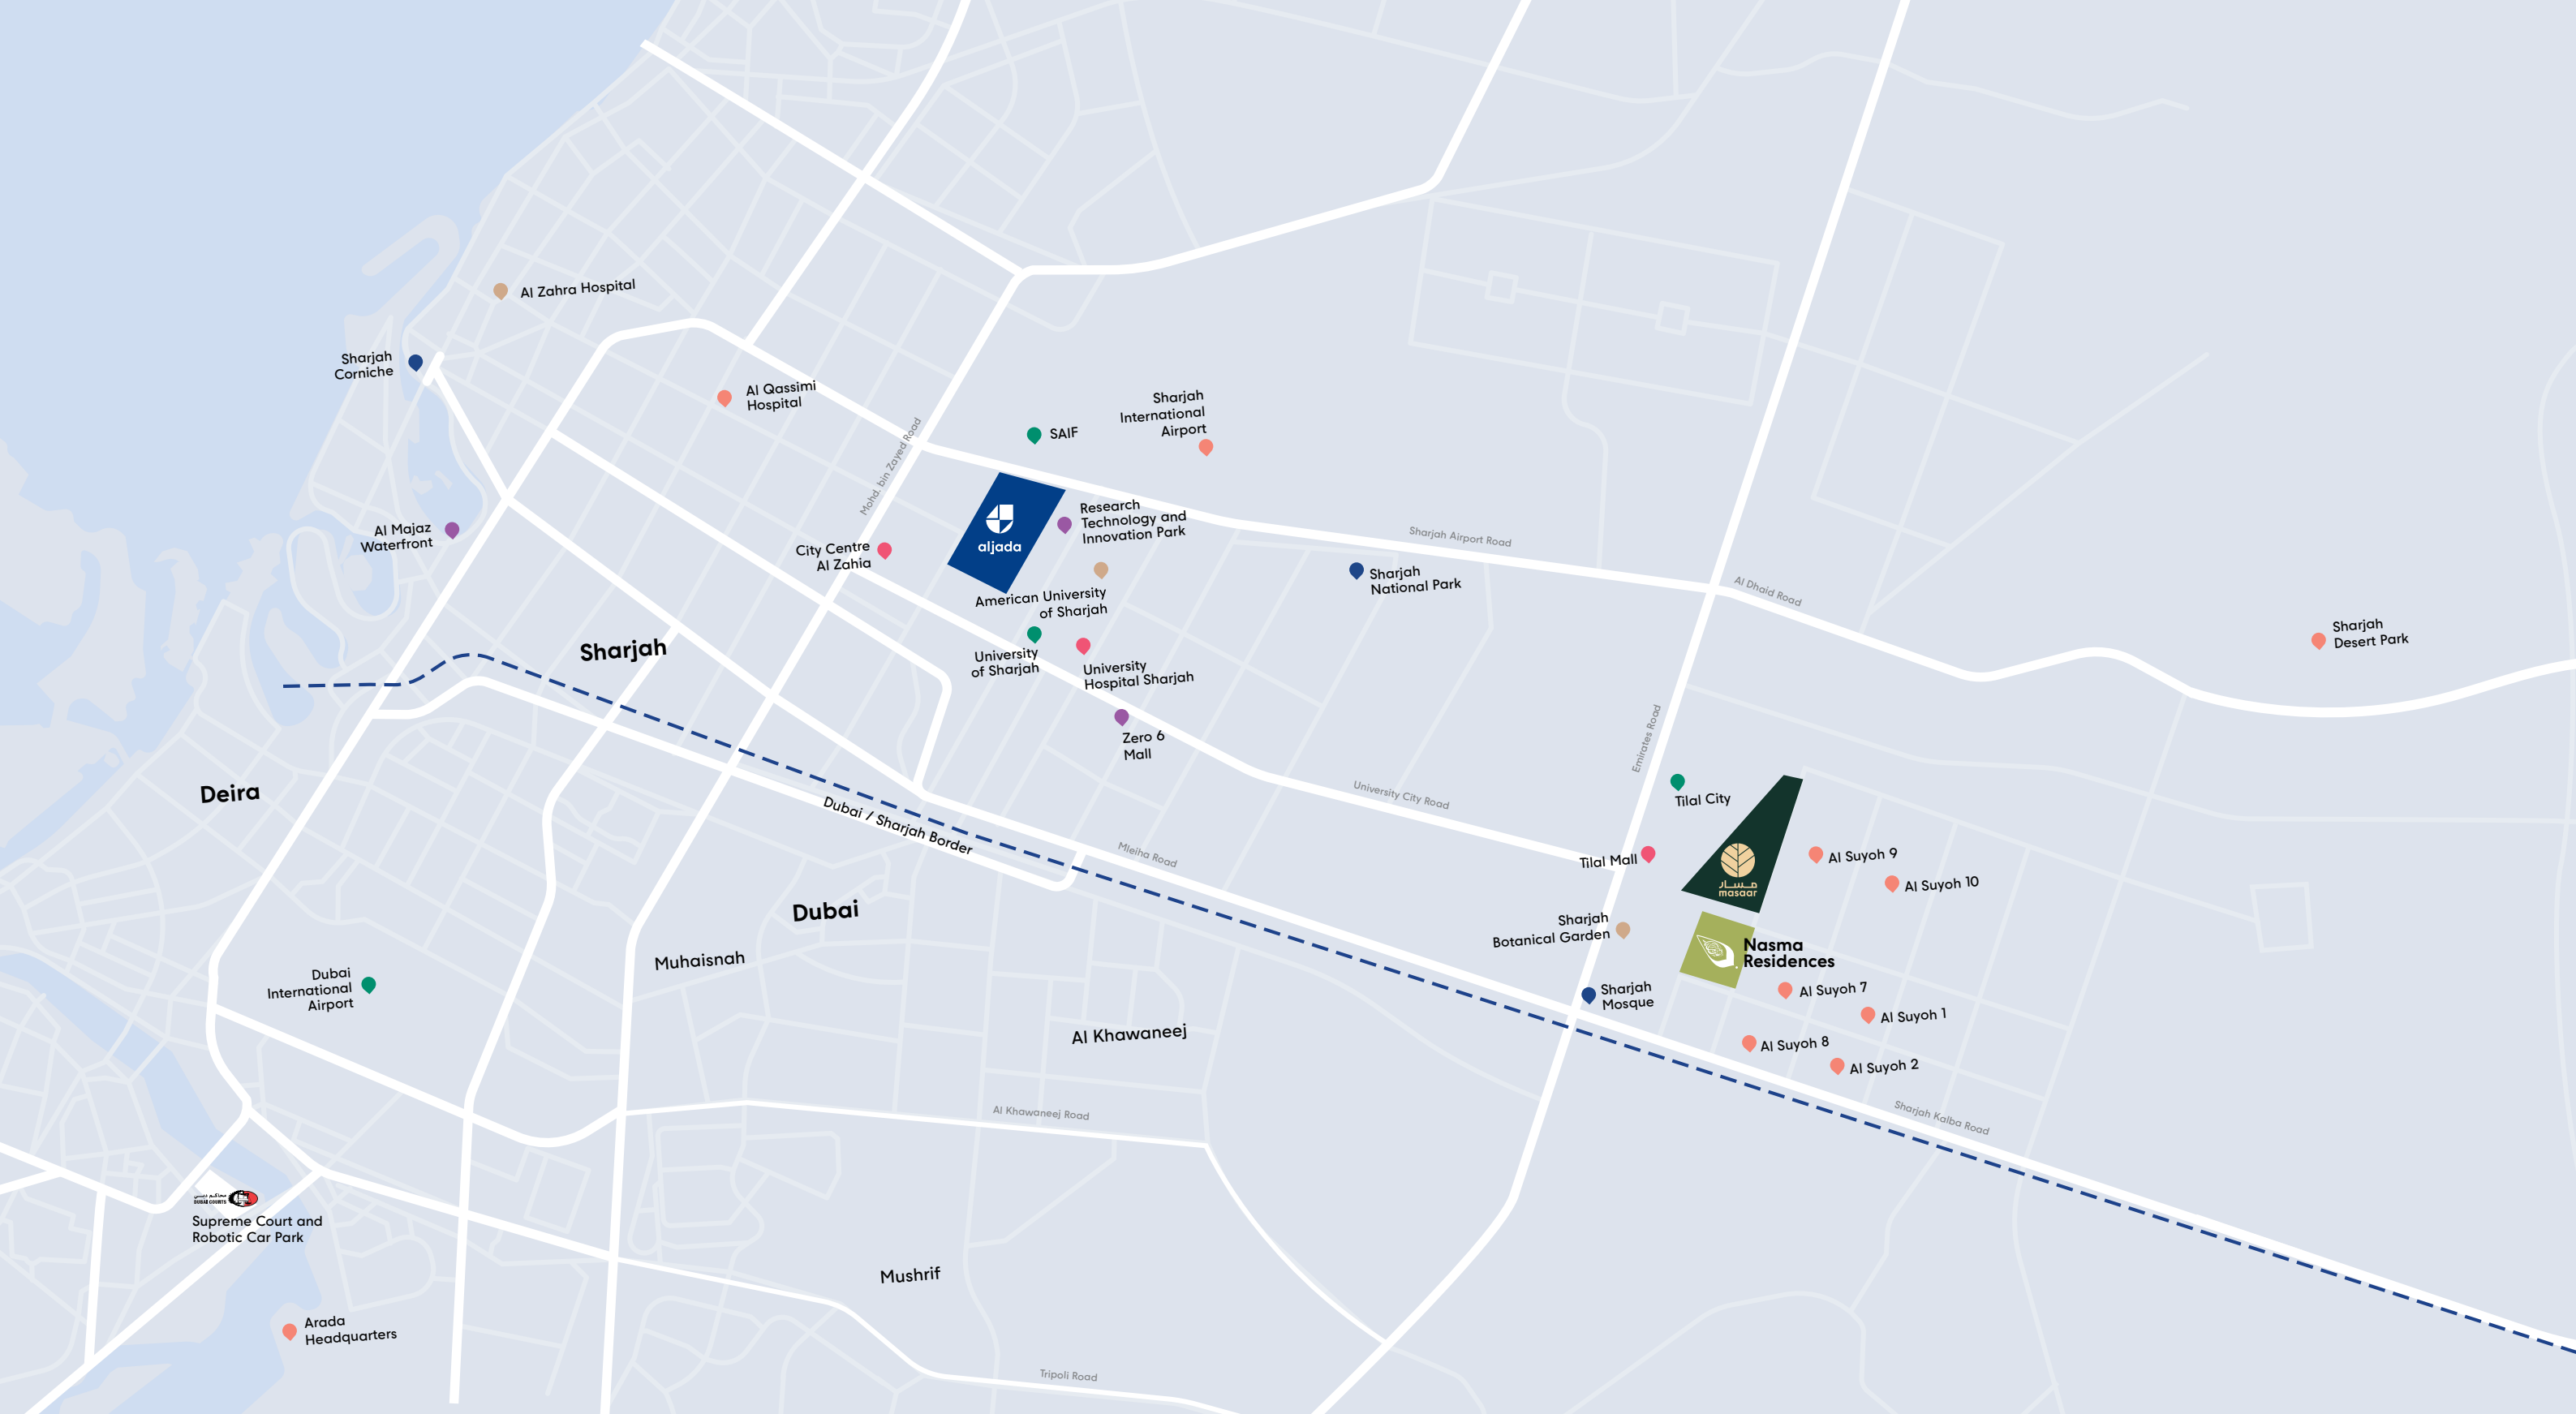 Al Zahra Hospital
Sharjah
Corniche
Al Qassimi
Hospital
Mohd. bin Zayed Road
SAIF
Sharjah
International
Airport
aljada
Research
Technology and
Innovation Park
Al Majaz
Waterfront
City Centre
Al Zahia
American University
of Sharjah
Sharjah Airport Road
Sharjah
National Park
Al Dhaid Road
Sharjah
Desert Park
Sharjah
University
of Sharjah
University
Hospital Sharjah
Zero 6
Mall
Emirates Road
Deira
Dubai / Sharjah Border
University City Road
Tilal City
Mleiha Road
Tilal Mall
مسار
masaar
Al Suyoh 9
Al Suyoh 10
Dubai
Sharjah
Botanical Garden
Nasma
Residences
Muhaisnah
Dubai
International
Airport
Sharjah
Mosque
Al Suyoh 7
Al Suyoh 1
Al Khawaneej
Al Suyoh 8
Al Suyoh 2
Al Khawaneej Road
Sharjah Kalba Road
محاكم دبي
DUBAI COURTS
Supreme Court and
Robotic Car Park
Mushrif
Arada
Headquarters
Tripoli Road